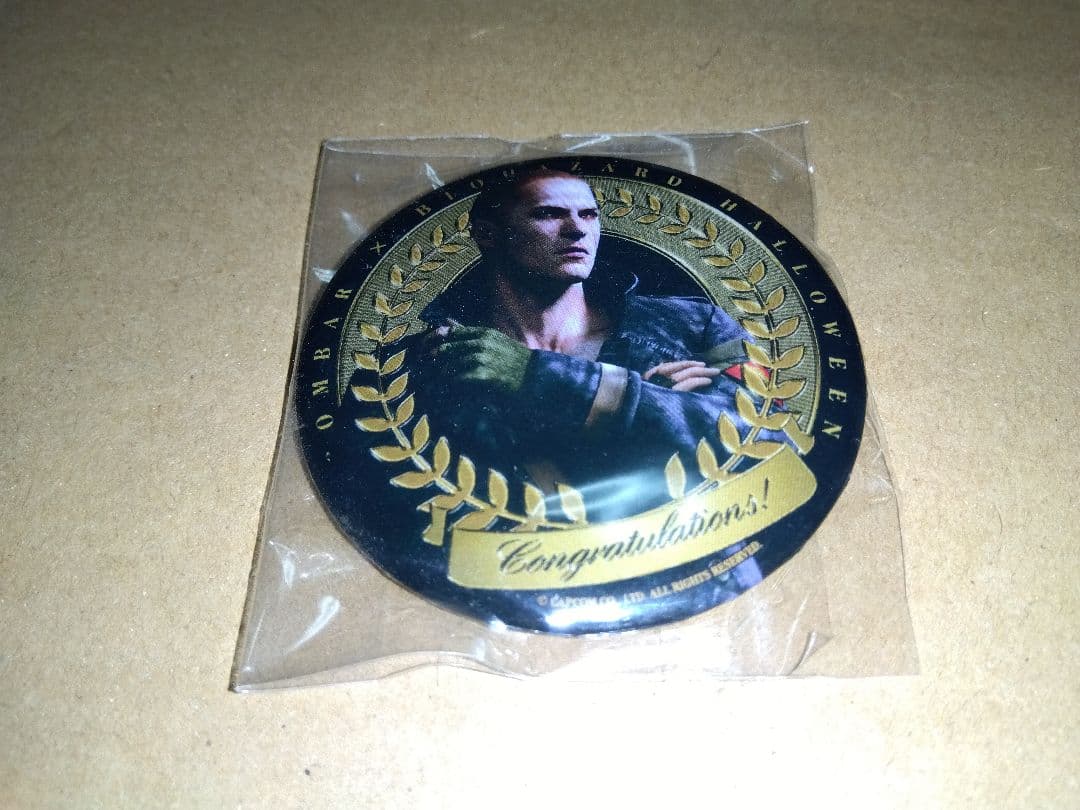 OMBAR × BIOHAZARD HALLOWEEN
Congratulations!
© CAPCOM CO., LTD. ALL RIGHTS RESERVED.